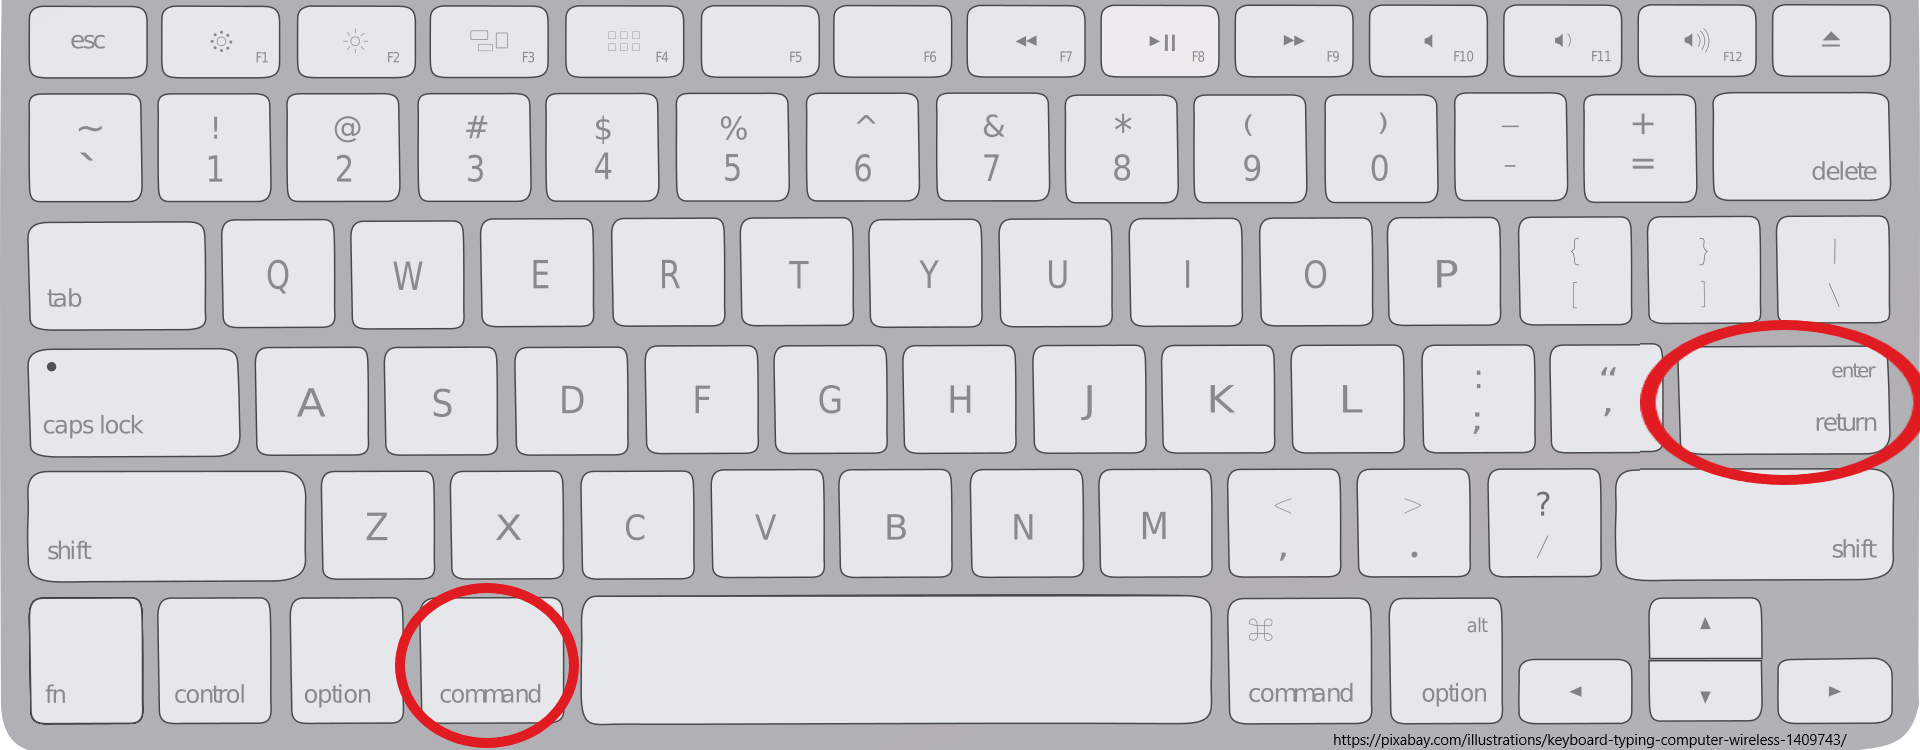 esc F1 F2 F3 F4 F5 F6 F7 F8 F9 F10 F11 F12
~ ! @ # $ % ^ & * ( ) — +
` 1 2 3 4 5 6 7 8 9 0 - = delete
{ } |
tab Q W E R T Y U I O P [ ] \
enter
caps lock A S D F G H J K L : ; “ , return
< > ?
shift Z X C V B N M , . / shift
⌘ alt
fn control option command command option
https://pixabay.com/illustrations/keyboard-typing-computer-wireless-1409743/